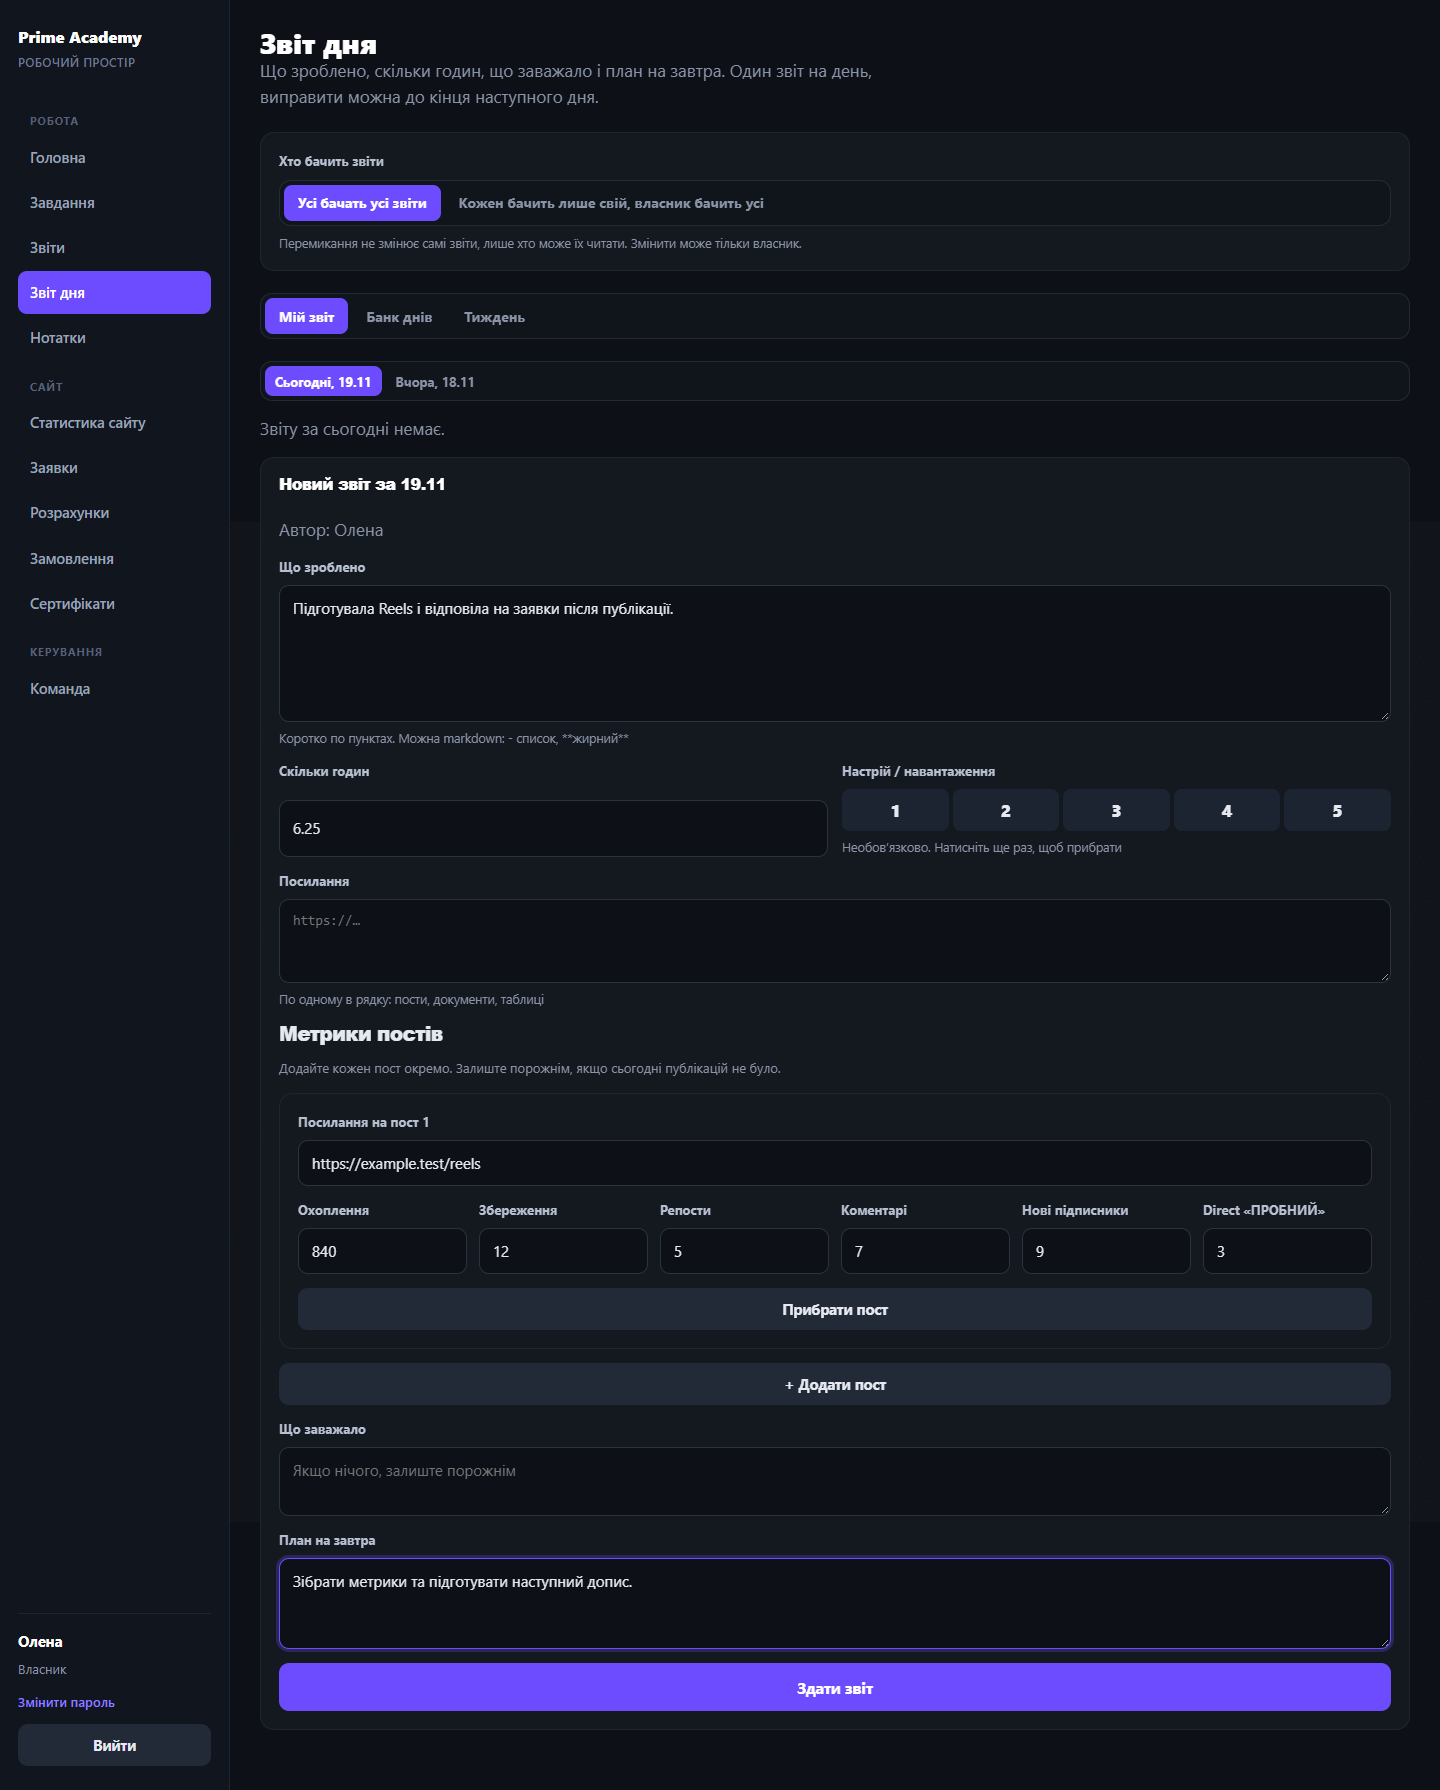 Prime Academy
РОБОЧИЙ ПРОСТІР
РОБОТА
Головна
Завдання
Звіти
Звіт дня
Нотатки
САЙТ
Статистика сайту
Заявки
Розрахунки
Замовлення
Сертифікати
КЕРУВАННЯ
Команда
Олена
Власник
Змінити пароль
Вийти
Звіт дня
Що зроблено, скільки годин, що заважало і план на завтра. Один звіт на день,
виправити можна до кінця наступного дня.
Хто бачить звіти
Усі бачать усі звіти Кожен бачить лише свій, власник бачить усі
Перемикання не змінює самі звіти, лише хто може їх читати. Змінити може тільки власник.
Мій звіт Банк днів Тиждень
Сьогодні, 19.11 Вчора, 18.11
Звіту за сьогодні немає.
Новий звіт за 19.11
Автор: Олена
Що зроблено
Підготувала Reels і відповіла на заявки після публікації.
Коротко по пунктах. Можна markdown: - список, **жирний**
Скільки годин
6.25
Настрій / навантаження
1 2 3 4 5
Необов'язково. Натисніть ще раз, щоб прибрати
Посилання
https://…
По одному в рядку: пости, документи, таблиці
Метрики постів
Додайте кожен пост окремо. Залиште порожнім, якщо сьогодні публікацій не було.
Посилання на пост 1
https://example.test/reels
Охоплення Збереження Репости Коментарі Нові підписники Direct «ПРОБНИЙ»
840 12 5 7 9 3
Прибрати пост
+ Додати пост
Що заважало
Якщо нічого, залиште порожнім
План на завтра
Зібрати метрики та підготувати наступний допис.
Здати звіт